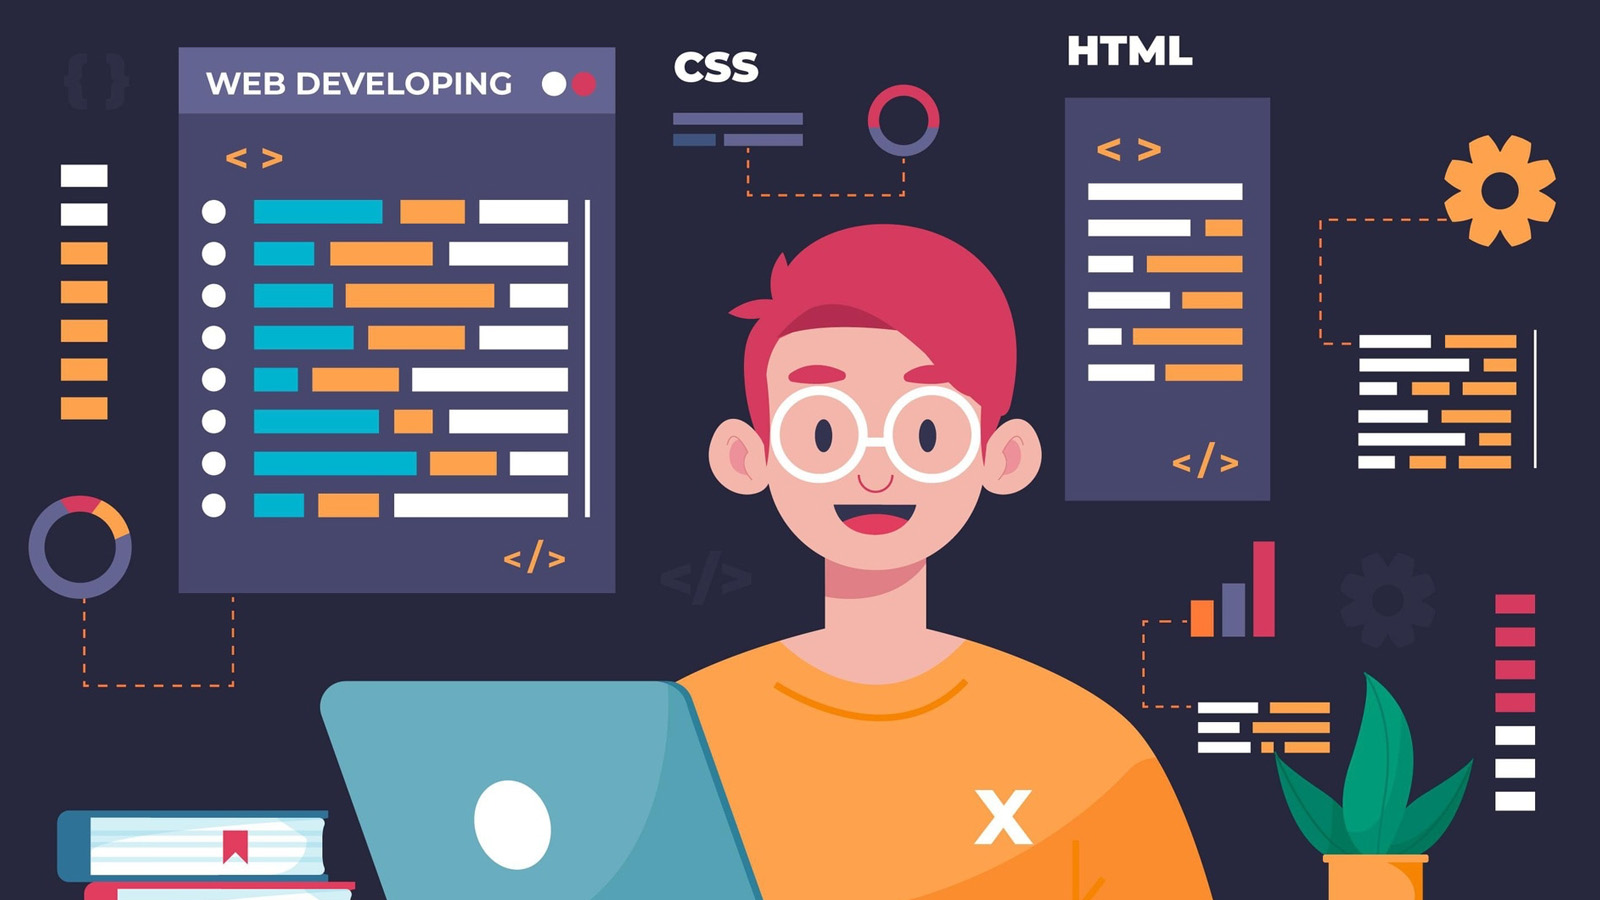 WEB DEVELOPING
< >
</>
CSS
HTML
< >
</>
{ }
</>
X